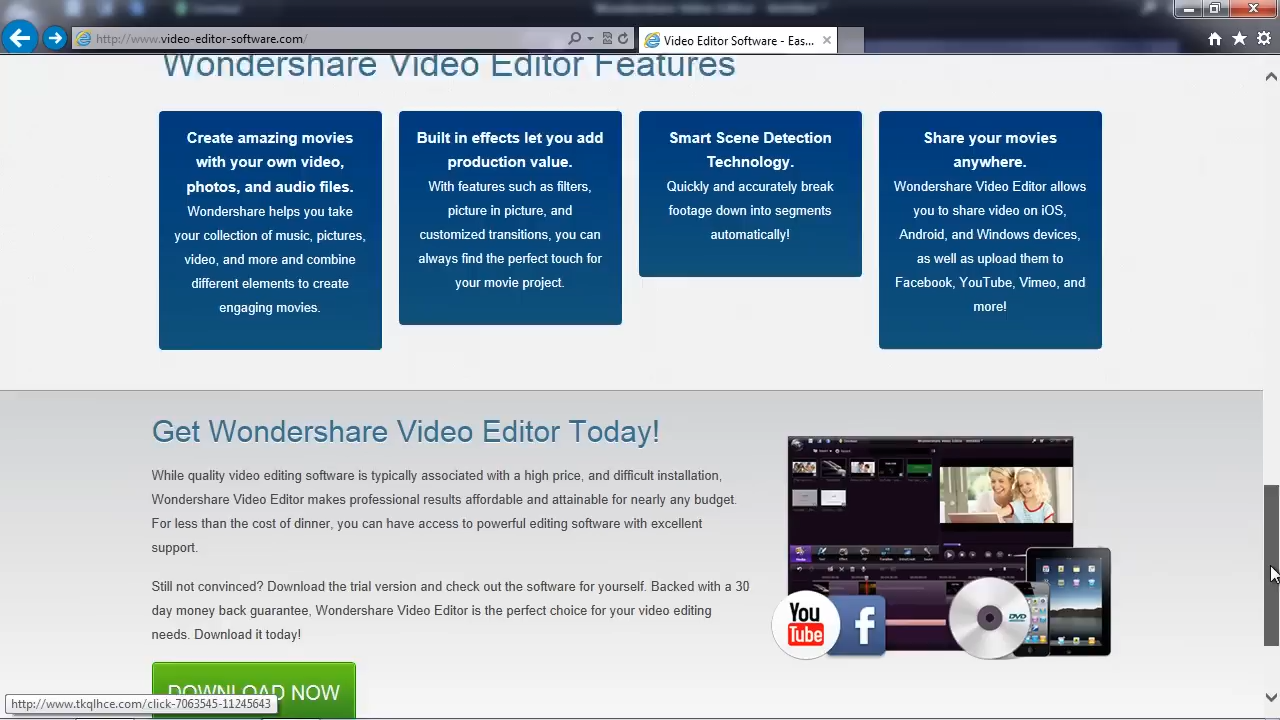 http://www.video-editor-software.com/
Video Editor Software - Eas...
Wondershare Video Editor Features
Create amazing movies
with your own video,
photos, and audio files.
Wondershare helps you take
your collection of music, pictures,
video, and more and combine
different elements to create
engaging movies.
Built in effects let you add
production value.
With features such as filters,
picture in picture, and
customized transitions, you can
always find the perfect touch for
your movie project.
Smart Scene Detection
Technology.
Quickly and accurately break
footage down into segments
automatically!
Share your movies
anywhere.
Wondershare Video Editor allows
you to share video on iOS,
Android, and Windows devices,
as well as upload them to
Facebook, YouTube, Vimeo, and
more!
Get Wondershare Video Editor Today!
While quality video editing software is typically associated with a high price, and difficult installation,
Wondershare Video Editor makes professional results affordable and attainable for nearly any budget.
For less than the cost of dinner, you can have access to powerful editing software with excellent
support.
Still not convinced? Download the trial version and check out the software for yourself. Backed with a 30
day money back guarantee, Wondershare Video Editor is the perfect choice for your video editing
needs. Download it today!
You
Tube
f
DVD
DOWNLOAD NOW
http://www.tkqlhce.com/click-7063545-11245643